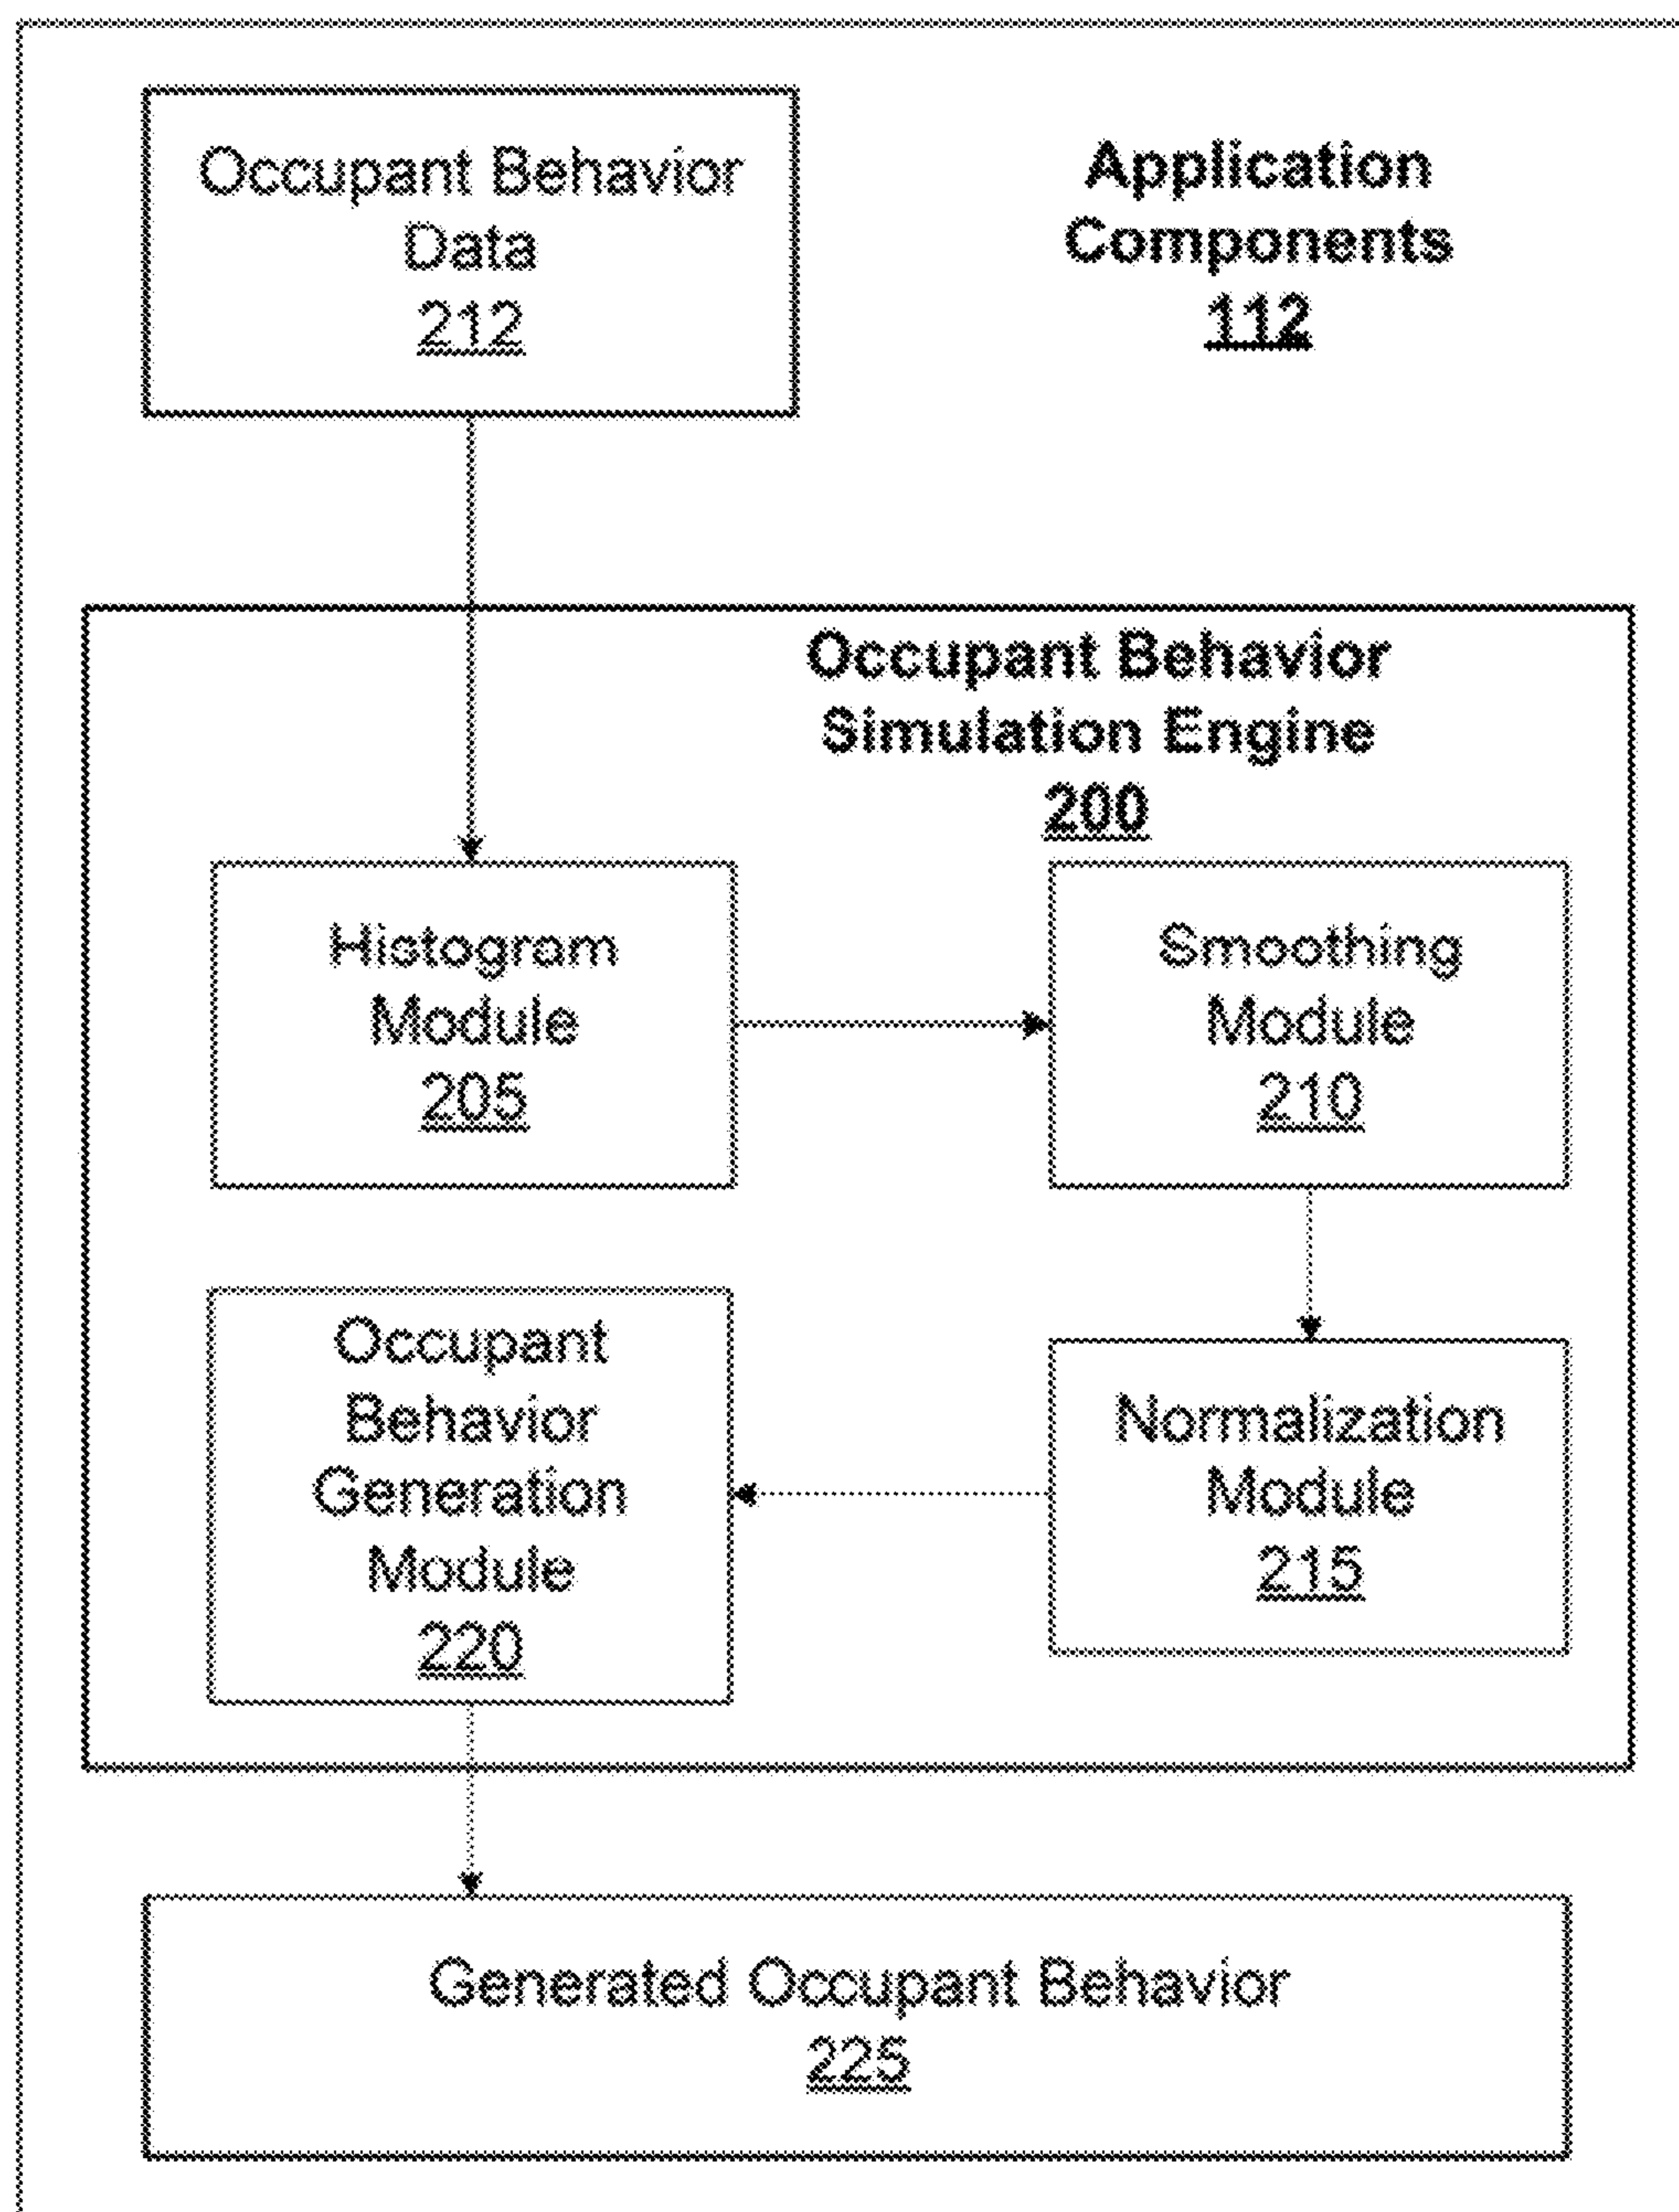 Occupant Behavior
Data
212
Application
Components
112
Occupant Behavior
Simulation Engine
200
Histogram
Module
205
Smoothing
Module
210
Occupant
Behavior
Generation
Module
220
Normalization
Module
215
Generated Occupant Behavior
225